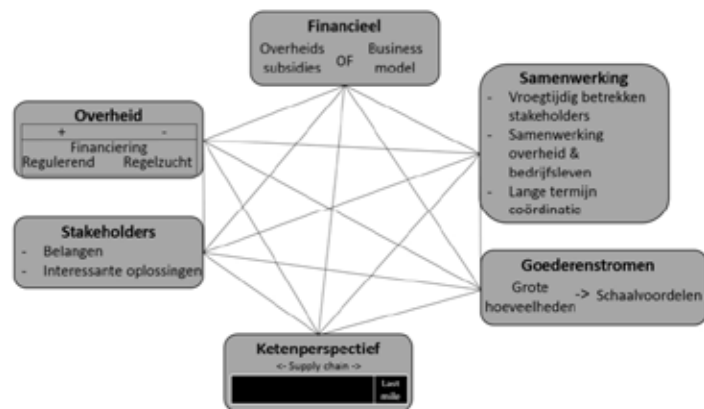 Financieel
Overheids subsidies OF Business model
Overheid
+ -
Financiering
Regulerend Regelzucht
Samenwerking
- Vroegtijdig betrekken
stakeholders
- Samenwerking
overheid &
bedrijfsleven
- Lange termijn
coördinatie
Stakeholders
- Belangen
- Interessante oplossingen
Goederenstromen
Grote hoeveelheden -> Schaalvoordelen
Ketenperspectief
<- Supply chain ->
Last
mile